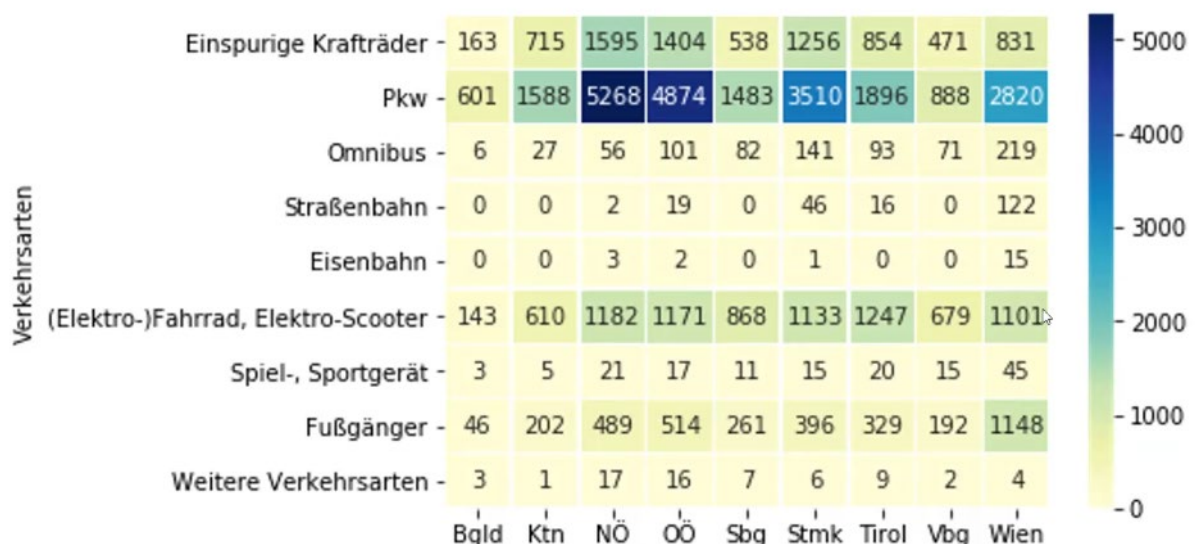 Verkehrsarten
Einspurige Krafträder 163 715 1595 1404 538 1256 854 471 831
Pkw 601 1588 5268 4874 1483 3510 1896 888 2820
Omnibus 6 27 56 101 82 141 93 71 219
Straßenbahn 0 0 2 19 0 46 16 0 122
Eisenbahn 0 0 3 2 0 1 0 0 15
(Elektro-)Fahrrad, Elektro-Scooter 143 610 1182 1171 868 1133 1247 679 1101
Spiel-, Sportgerät 3 5 21 17 11 15 20 15 45
Fußgänger 46 202 489 514 261 396 329 192 1148
Weitere Verkehrsarten 3 1 17 16 7 6 9 2 4
Bgld Ktn NÖ OÖ Sbg Stmk Tirol Vbg Wien
5000
4000
3000
2000
1000
0